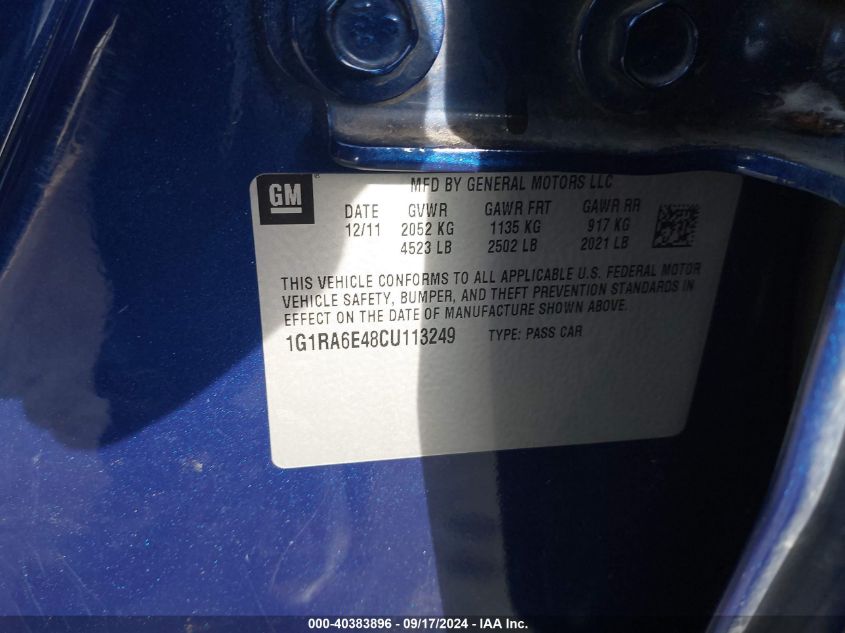 GM
MFD BY GENERAL MOTORS LLC
DATE GVWR GAWR FRT GAWR RR
12/11 2052 KG 1135 KG 917 KG
4523 LB 2502 LB 2021 LB
THIS VEHICLE CONFORMS TO ALL APPLICABLE U.S. FEDERAL MOTOR
VEHICLE SAFETY, BUMPER, AND THEFT PREVENTION STANDARDS IN
EFFECT ON THE DATE OF MANUFACTURE SHOWN ABOVE.
1G1RA6E48CU113249 TYPE: PASS CAR
000-40383896 - 09/17/2024 - IAAI.COM